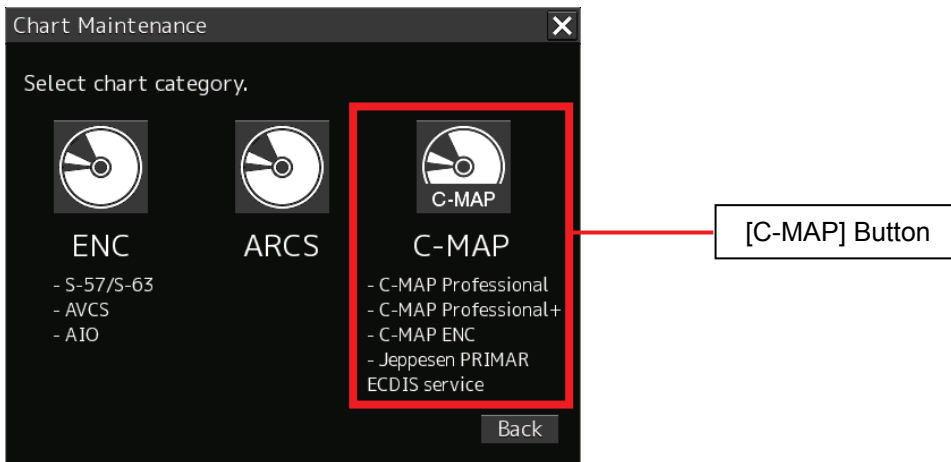 Chart Maintenance
Select chart category.
C-MAP
ENC
- S-57/S-63
- AVCS
- AIO
ARCS
C-MAP
- C-MAP Professional
- C-MAP Professional+
- C-MAP ENC
- Jeppesen PRIMAR
ECDIS service
Back
[C-MAP] Button